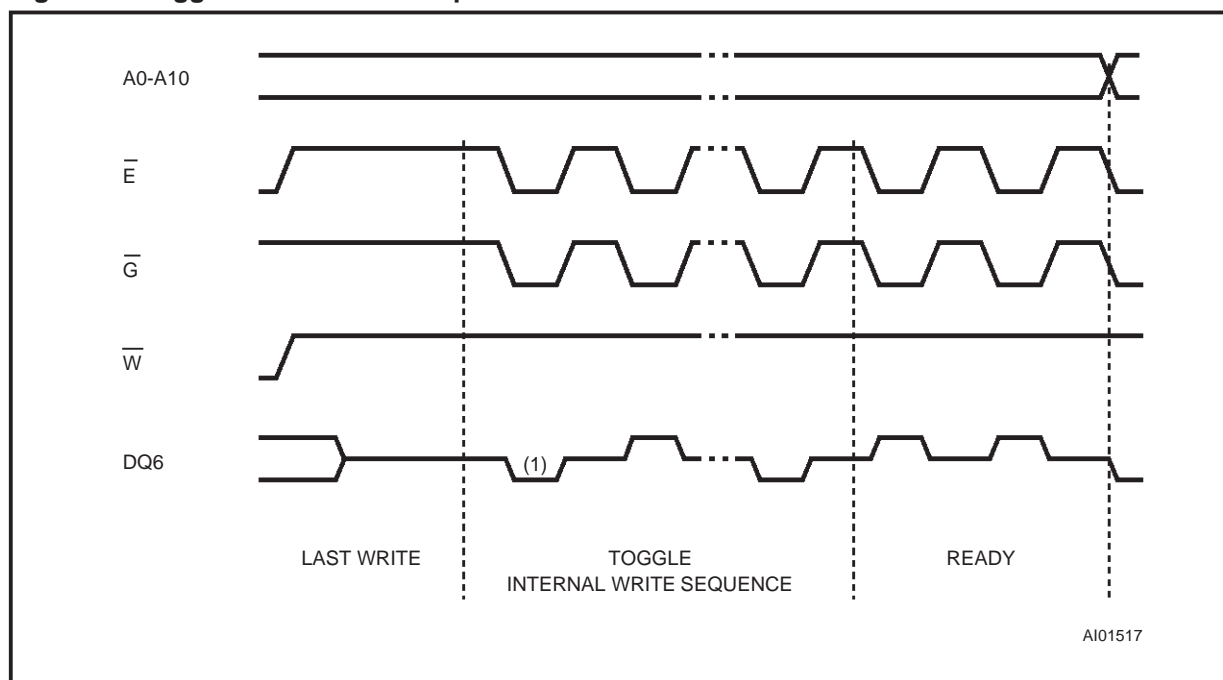 A0-A10
E
G
W
DQ6
(1)
LAST WRITE
TOGGLE
INTERNAL WRITE SEQUENCE
READY
AI01517